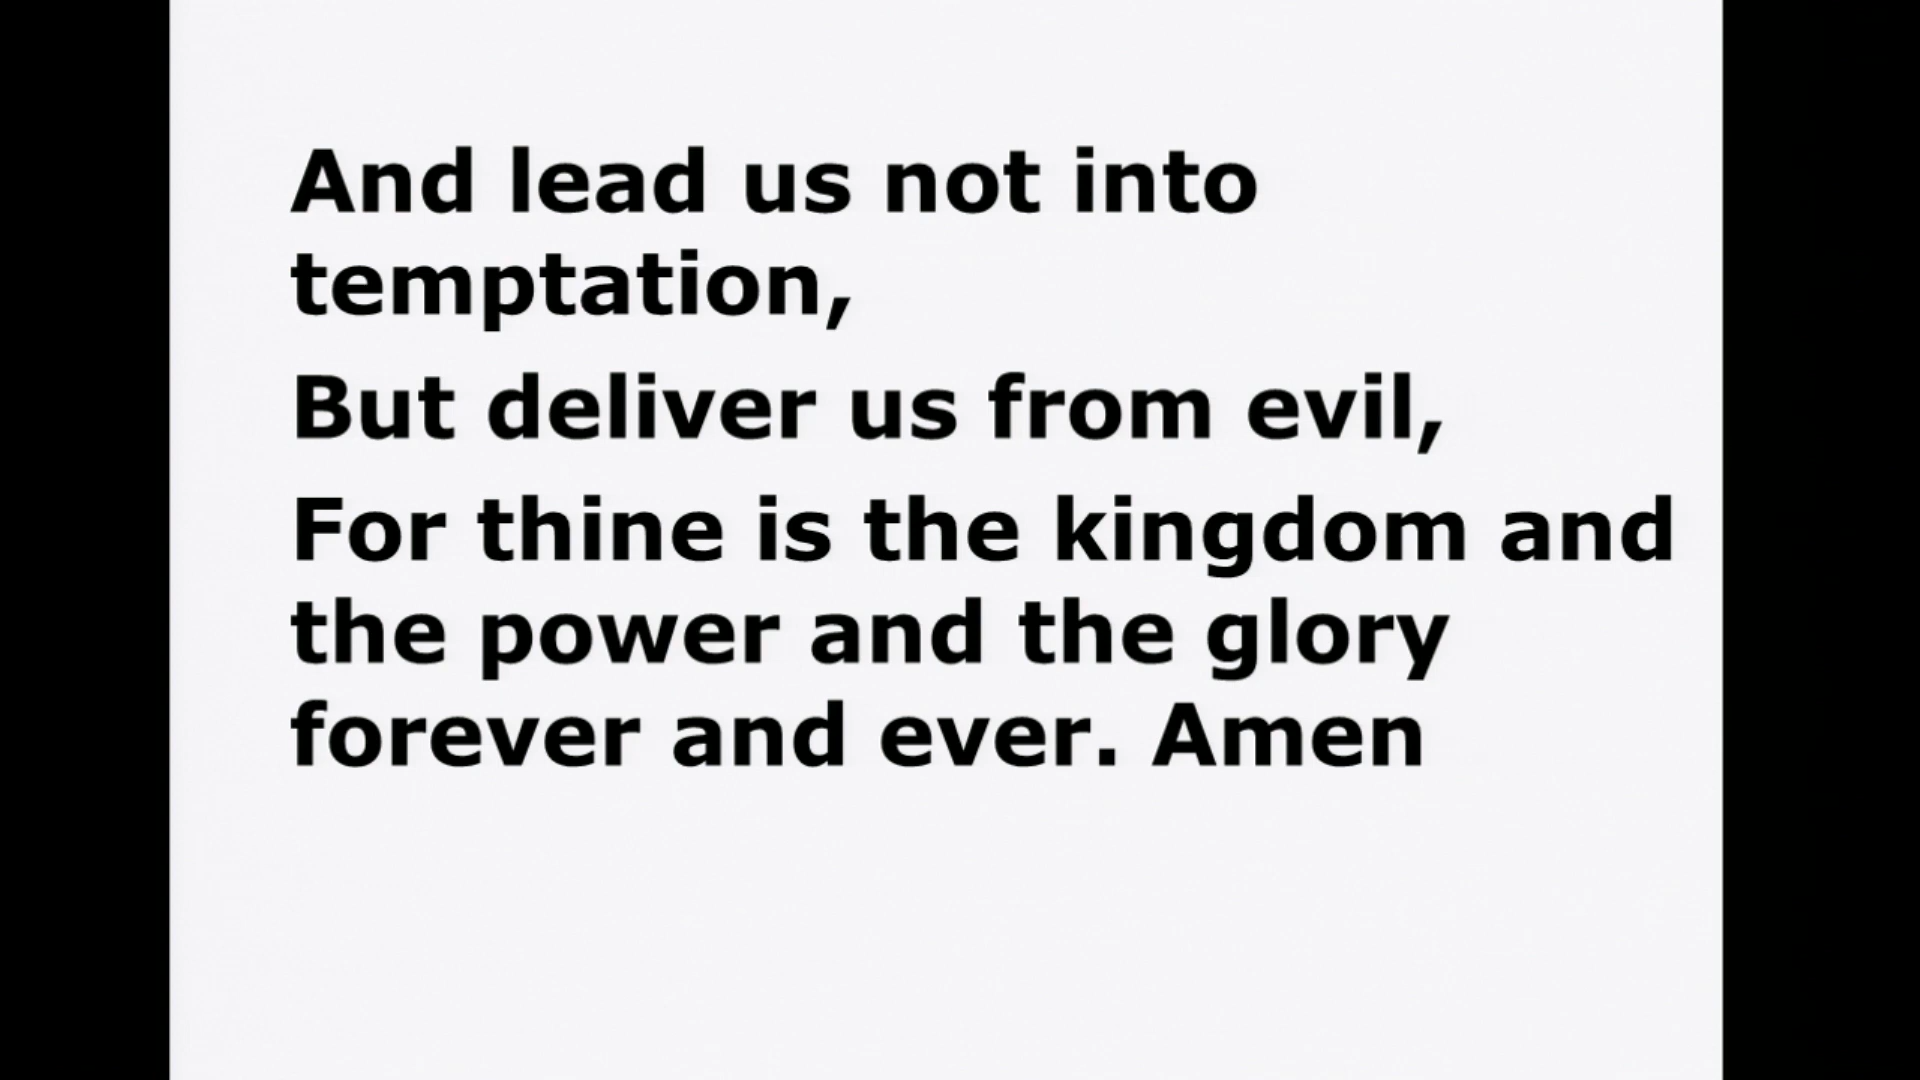 And lead us not into
temptation,
But deliver us from evil,
For thine is the kingdom and
the power and the glory
forever and ever. Amen